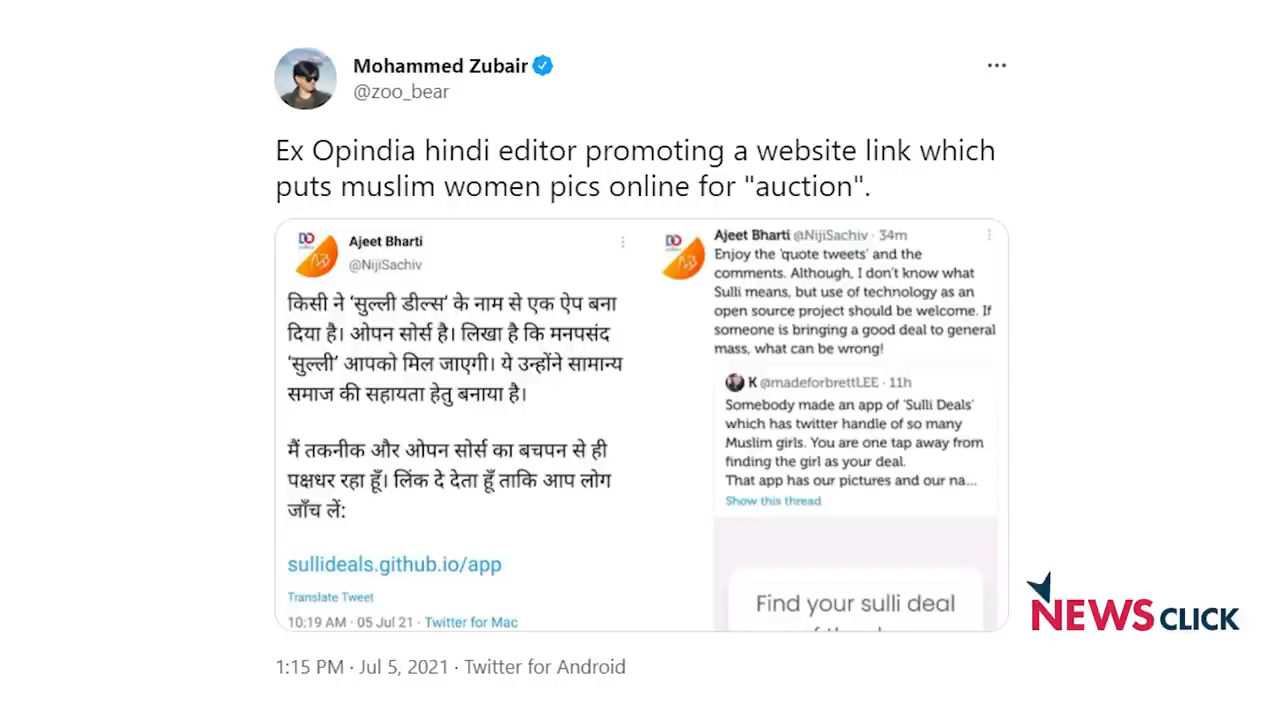 Mohammed Zubair
@zoo_bear
Ex Opindia hindi editor promoting a website link which
puts muslim women pics online for "auction".
Ajeet Bharti
@NijiSachiv
किसी ने ‘सुल्ली डील्स’ के नाम से एक ऐप बना
दिया है। ओपन सोर्स है। लिखा है कि मनपसंद
‘सुल्ली’ आपको मिल जाएगी। ये उन्होंने सामान्य
समाज की सहायता हेतु बनाया है।
मैं तकनीक और ओपन सोर्स का बचपन से ही
पक्षधर रहा हूँ। लिंक दे देता हूँ ताकि आप लोग
जाँच लें:
sullideals.github.io/app
Translate Tweet
10:19 AM · 05 Jul 21 · Twitter for Mac
Ajeet Bharti @NijiSachiv · 34m
Enjoy the 'quote tweets' and the
comments. Although, I don't know what
Sulli means, but use of technology as an
open source project should be welcome. If
someone is bringing a good deal to general
mass, what can be wrong!
K @madeforbrettLEE · 11h
Somebody made an app of 'Sulli Deals'
which has twitter handle of so many
Muslim girls. You are one tap away from
finding the girl as your deal.
That app has our pictures and our na...
Show this thread
Find your sulli deal
1:15 PM · Jul 5, 2021 · Twitter for Android
NEWS CLICK